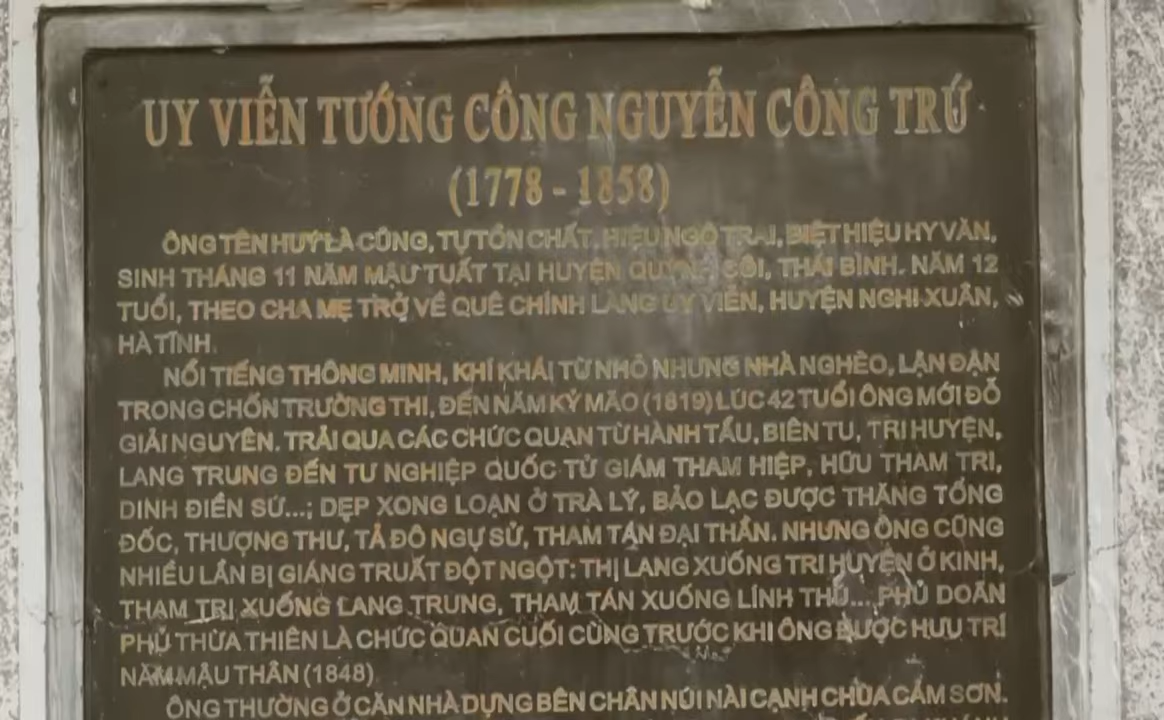 UY VIỄN TƯỚNG CÔNG NGUYỄN CÔNG TRỨ
(1778 - 1858)
ÔNG TÊN HUÝ LÀ CŨNG, TỰ TỒN CHẤT, HIỆU NGỘ TRAI, BIỆT HIỆU HY VĂN,
SINH THÁNG 11 NĂM MẬU TUẤT TẠI HUYỆN QUỲNH CÔI, THÁI BÌNH. NĂM 12
TUỔI, THEO CHA MẸ TRỞ VỀ QUÊ CHÍNH LÀNG UY VIỄN, HUYỆN NGHI XUÂN,
HÀ TĨNH.
NỔI TIẾNG THÔNG MINH, KHÍ KHÁI TỪ NHỎ NHƯNG NHÀ NGHÈO, LẬN ĐẬN
TRONG CHỐN TRƯỜNG THI, ĐẾN NĂM KỶ MÃO (1819) LÚC 42 TUỔI ÔNG MỚI ĐỖ
GIẢI NGUYÊN. TRẢI QUA CÁC CHỨC QUAN TỪ HÀNH TẨU, BIÊN TU, TRI HUYỆN,
LANG TRUNG ĐẾN TƯ NGHIỆP QUỐC TỬ GIÁM THAM HIỆP, HỮU THAM TRI,
DINH ĐIỀN SỨ...; DẸP XONG LOẠN Ở TRÀ LÝ, BẢO LẠC ĐƯỢC THĂNG TỔNG
ĐỐC, THƯỢNG THƯ, TẢ ĐÔ NGỰ SỬ, THAM TÁN ĐẠI THẦN. NHƯNG ÔNG CŨNG
NHIỀU LẦN BỊ GIÁNG TRUẤT ĐỘT NGỘT: THỊ LANG XUỐNG TRI HUYỆN Ở KINH,
THAM TRI XUỐNG LANG TRUNG, THAM TÁN XUỐNG LÍNH THÚ... PHỦ DOÃN
PHỦ THỪA THIÊN LÀ CHỨC QUAN CUỐI CÙNG TRƯỚC KHI ÔNG ĐƯỢC HƯU TRÍ
NĂM MẬU THÂN (1848)
ÔNG THƯỜNG Ở CĂN NHÀ DỰNG BÊN CHÂN NÚI NÀI CẠNH CHÙA CẢM SƠN.